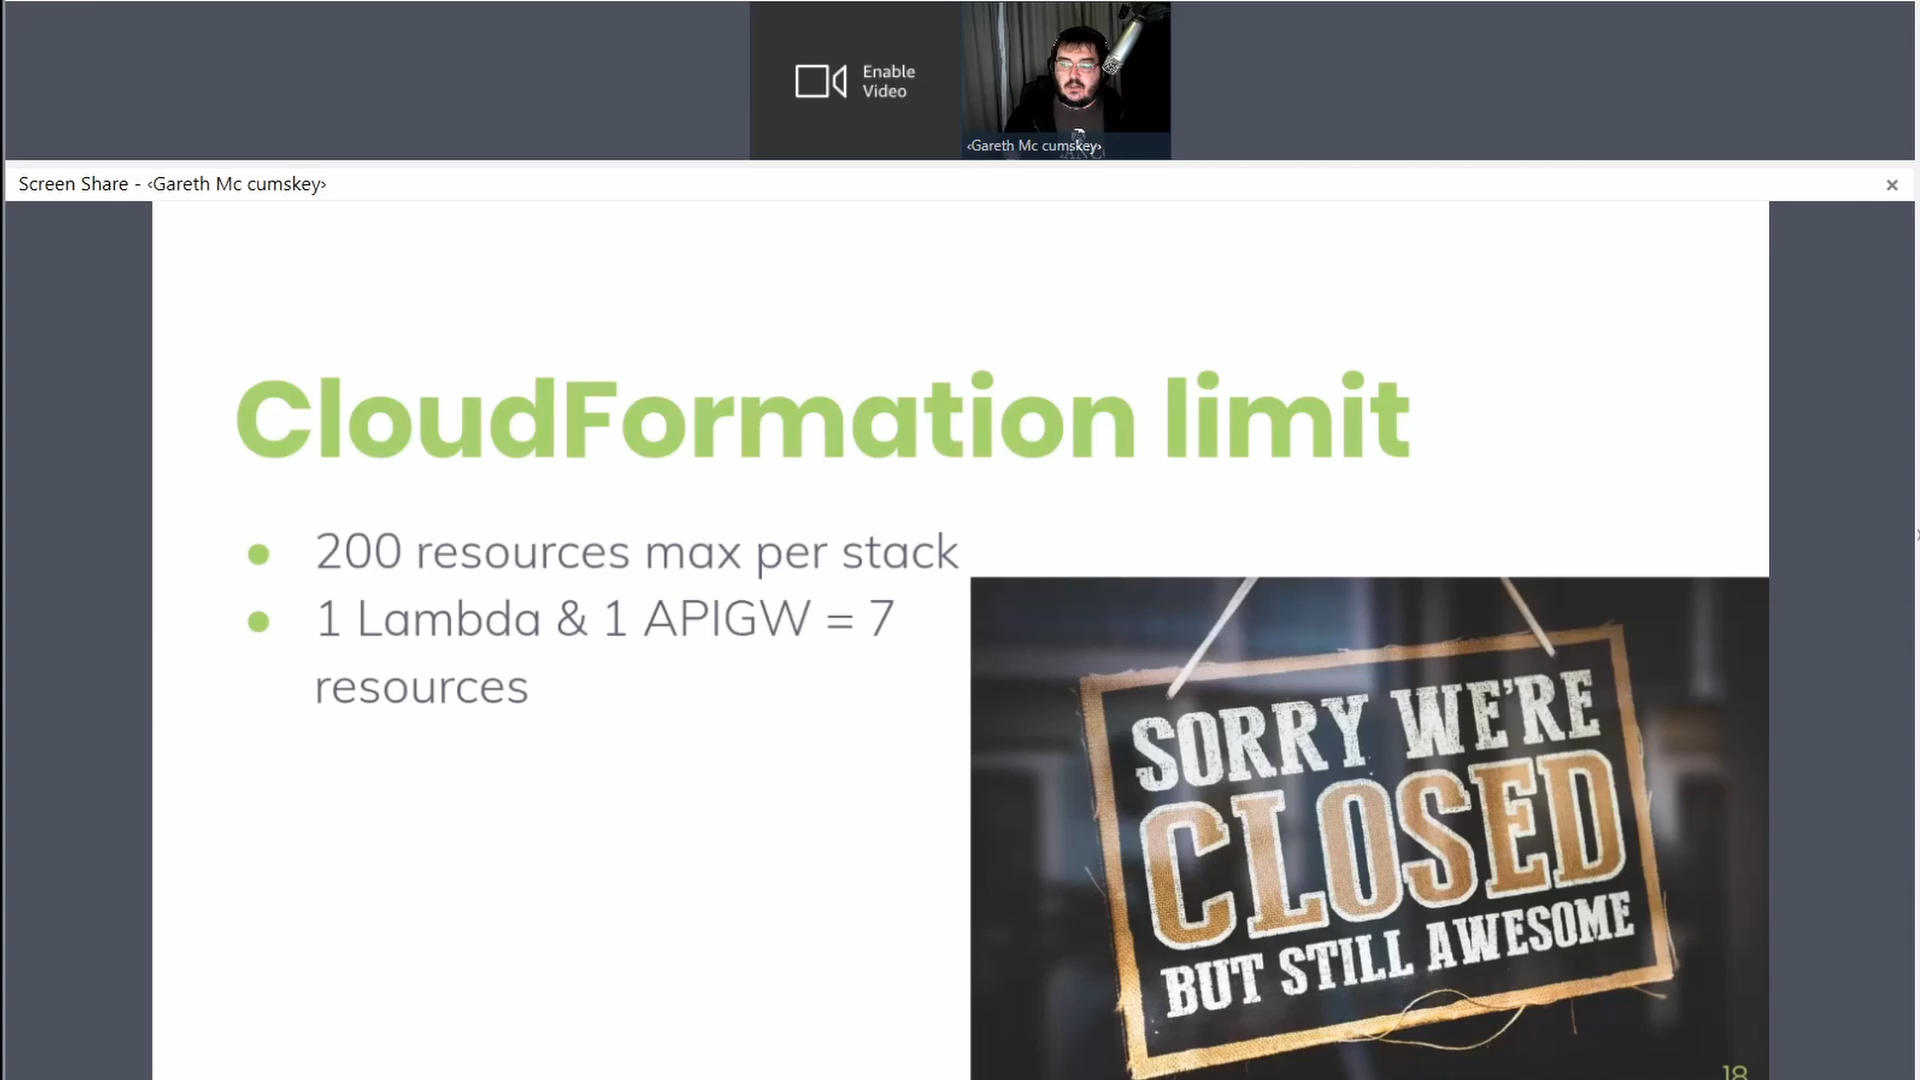 Enable
Video
‹Gareth Mc cumskey›
Screen Share - ‹Gareth Mc cumskey›
CloudFormation limit
200 resources max per stack
1 Lambda & 1 APIGW = 7
resources
SORRY WE'RE
CLOSED
BUT STILL AWESOME
18